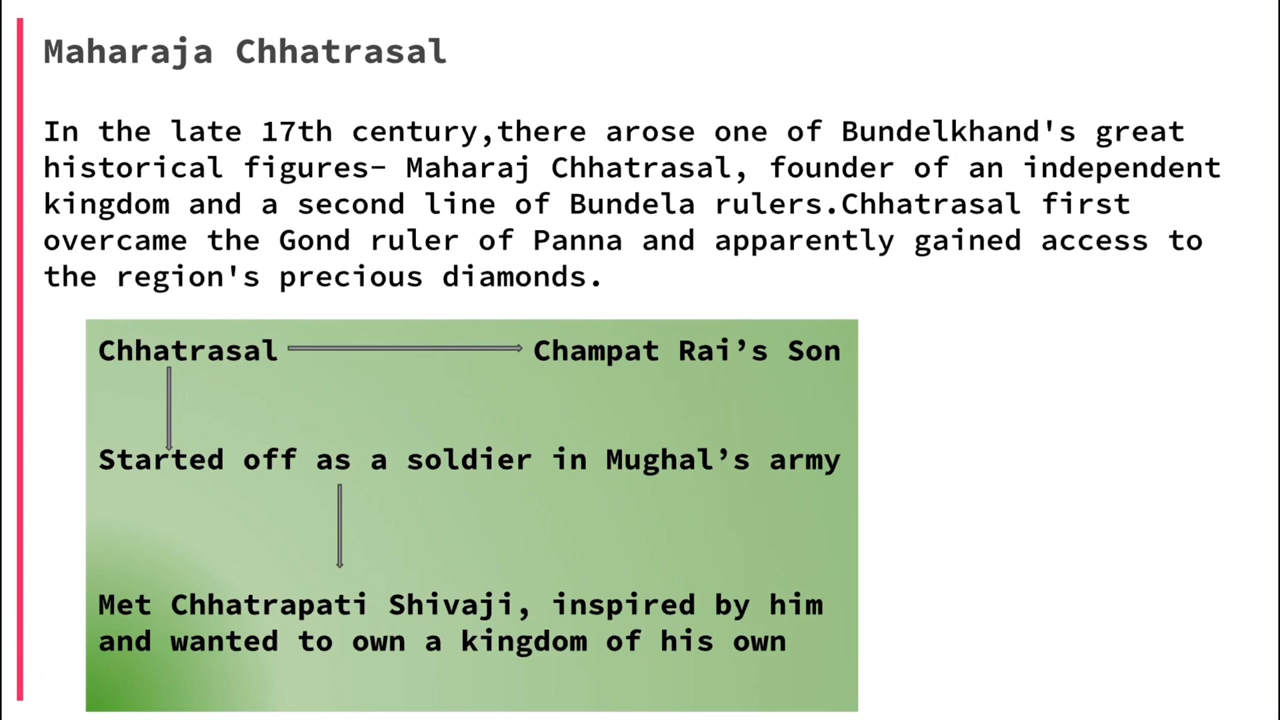 Maharaja Chhatrasal
In the late 17th century,there arose one of Bundelkhand's great
historical figures– Maharaj Chhatrasal, founder of an independent
kingdom and a second line of Bundela rulers.Chhatrasal first
overcame the Gond ruler of Panna and apparently gained access to
the region's precious diamonds.
Chhatrasal Champat Rai’s Son
Started off as a soldier in Mughal’s army
Met Chhatrapati Shivaji, inspired by him
and wanted to own a kingdom of his own